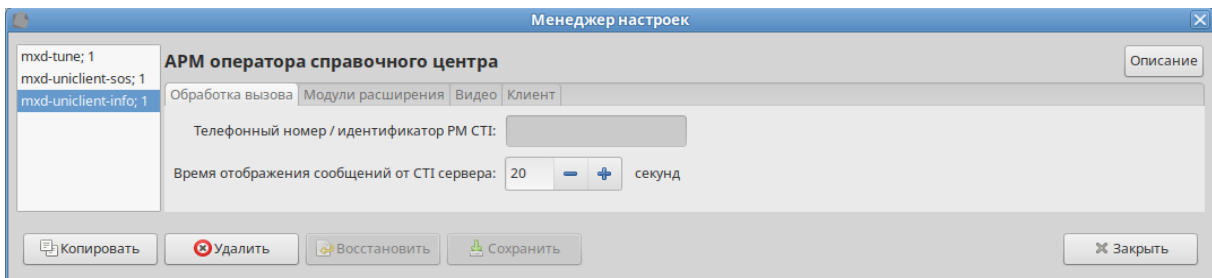 Менеджер настроек
mxd-tune; 1
mxd-uniclient-sos; 1
mxd-uniclient-info; 1
АРМ оператора справочного центра
Описание
Обработка вызова Модули расширения Видео Клиент
Телефонный номер / идентификатор РМ CTI:
Время отображения сообщений от CTI сервера: 20 секунд
Копировать Удалить Восстановить Сохранить Закрыть